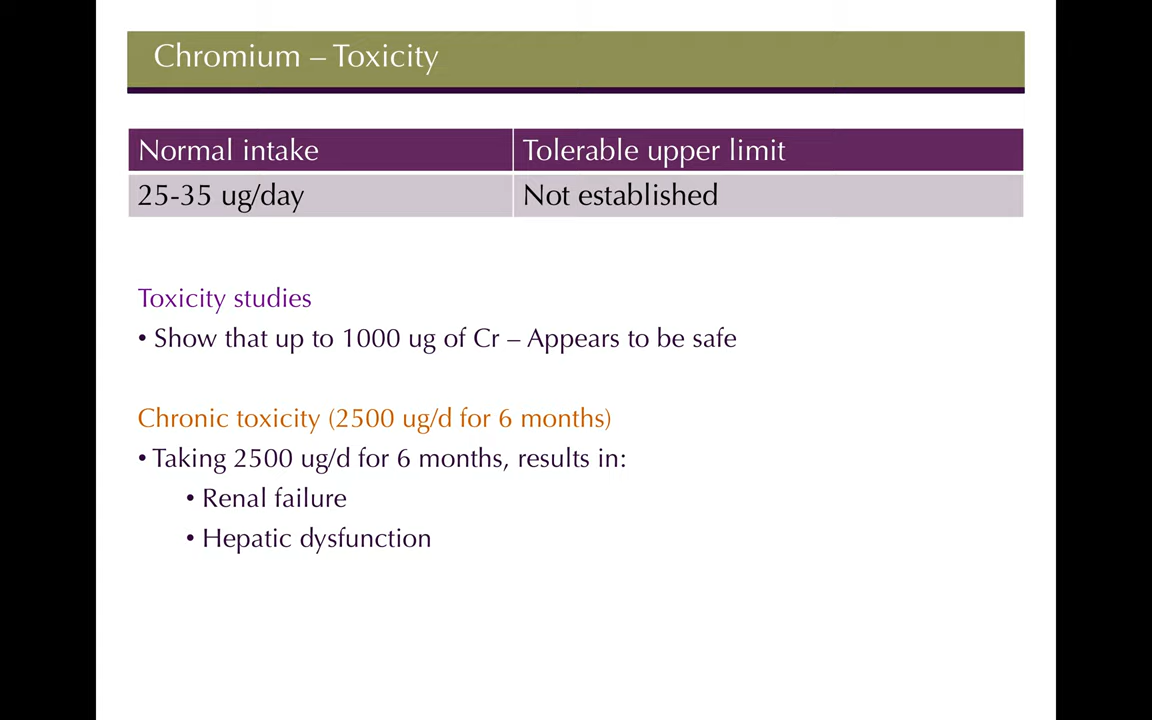 Chromium – Toxicity
Normal intake
Tolerable upper limit
25-35 ug/day
Not established
Toxicity studies
• Show that up to 1000 ug of Cr – Appears to be safe
Chronic toxicity (2500 ug/d for 6 months)
• Taking 2500 ug/d for 6 months, results in:
• Renal failure
• Hepatic dysfunction